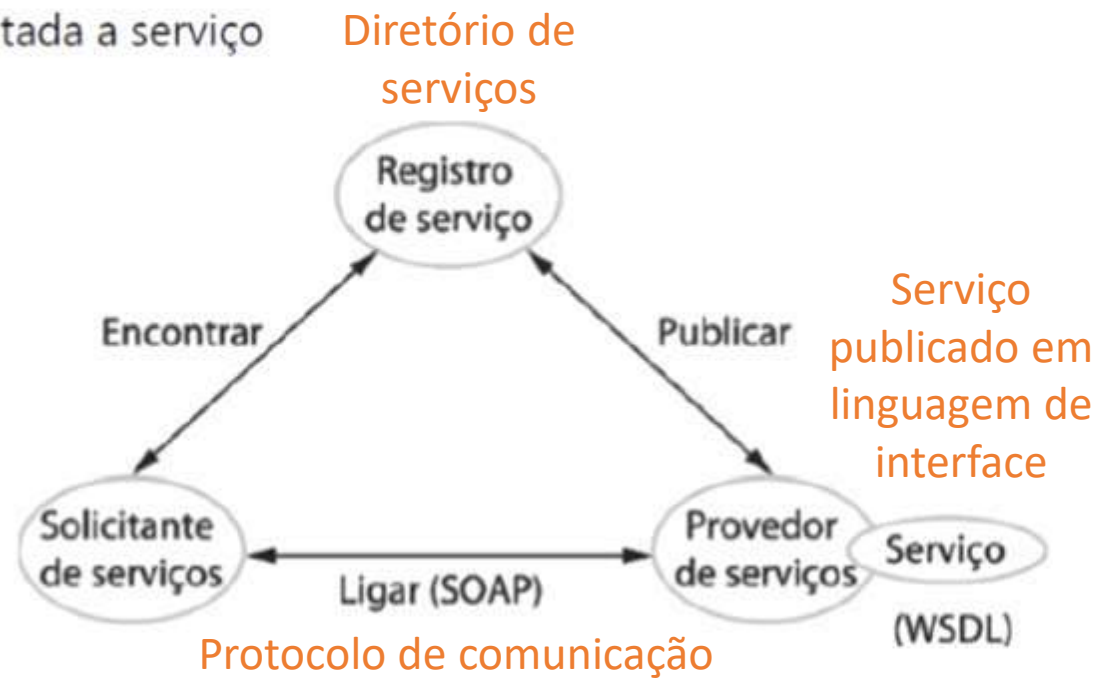 tada a serviço
Diretório de
serviços
Registro
de serviço
Encontrar
Publicar
Serviço
publicado em
linguagem de
interface
Solicitante
de serviços
Ligar (SOAP)
Provedor
de serviços
Serviço
(WSDL)
Protocolo de comunicação